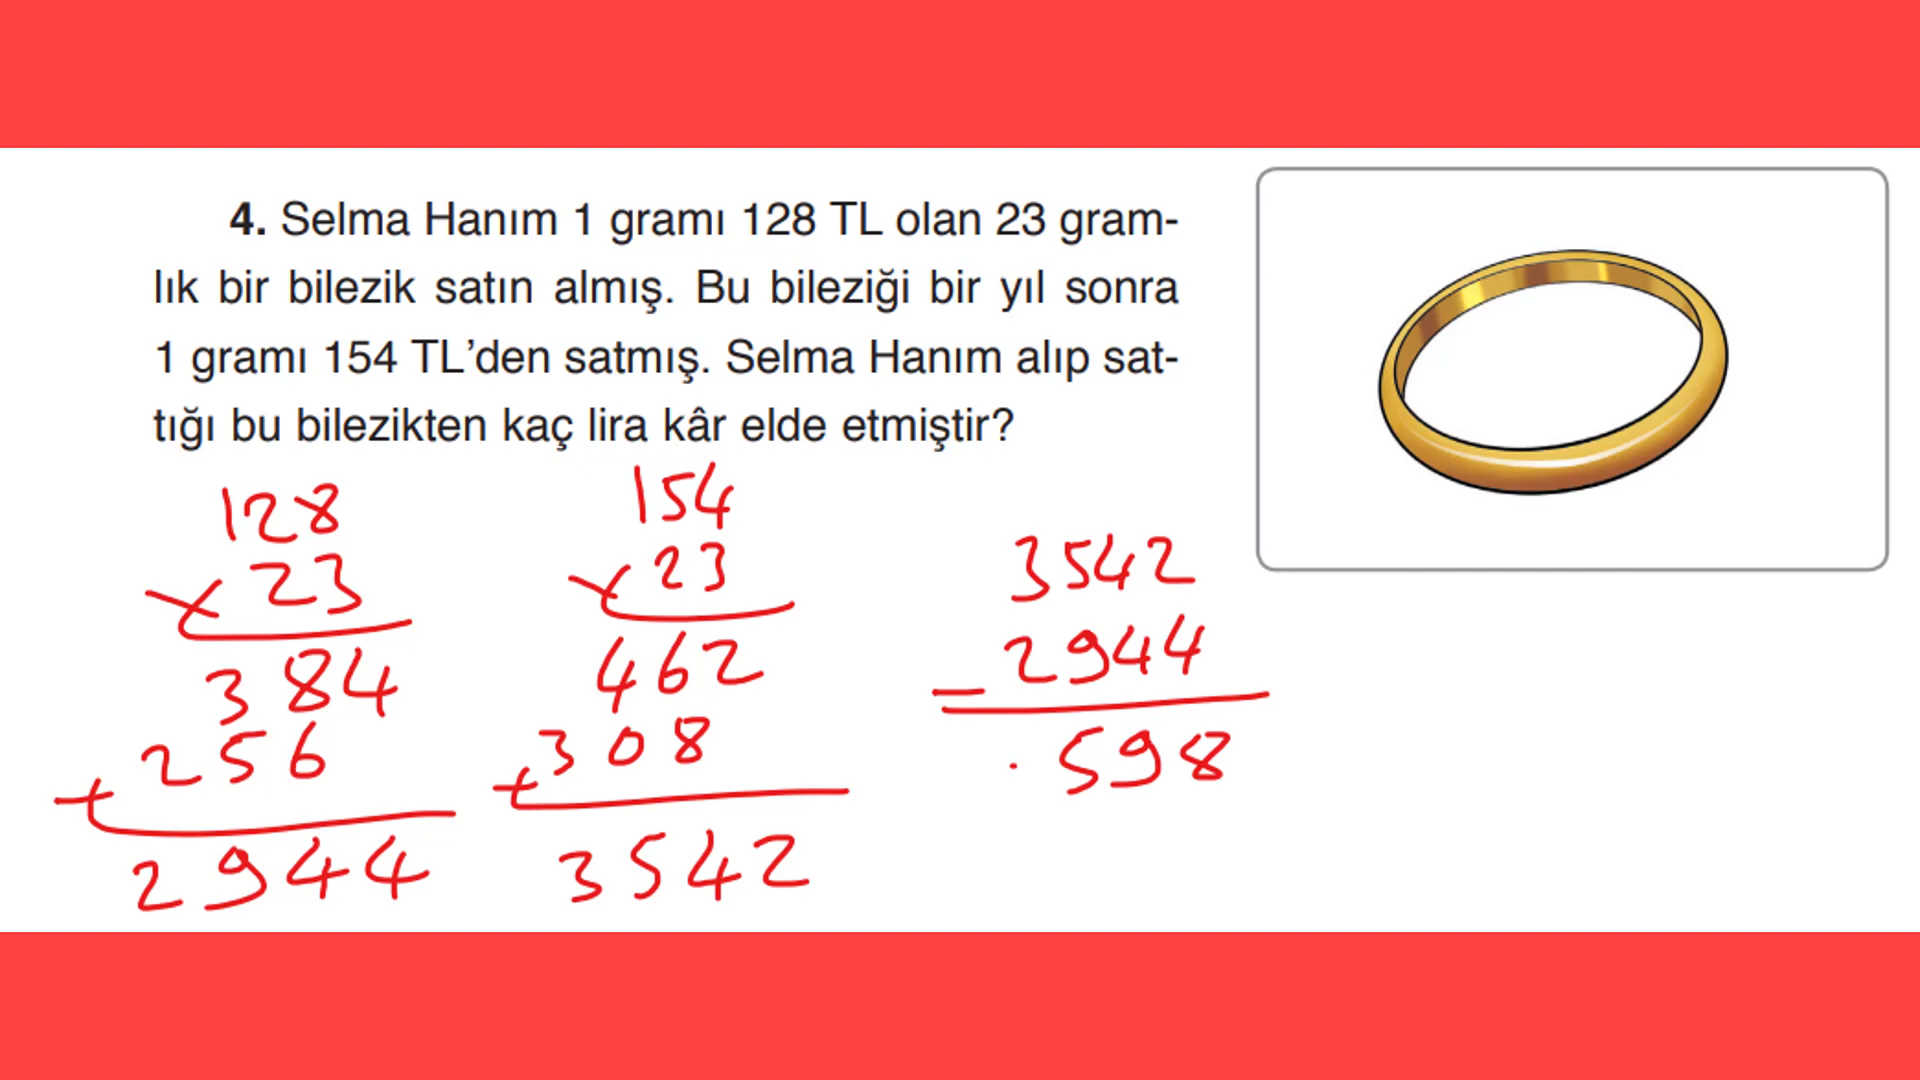 4. Selma Hanım 1 gramı 128 TL olan 23 gram-
lık bir bilezik satın almış. Bu bileziği bir yıl sonra
1 gramı 154 TL’den satmış. Selma Hanım alıp sat-
tığı bu bilezikten kaç lira kâr elde etmiştir?
128
x 23
384
+ 256
2944
154
x 23
462
+ 308
3542
3542
- 2944
. 598